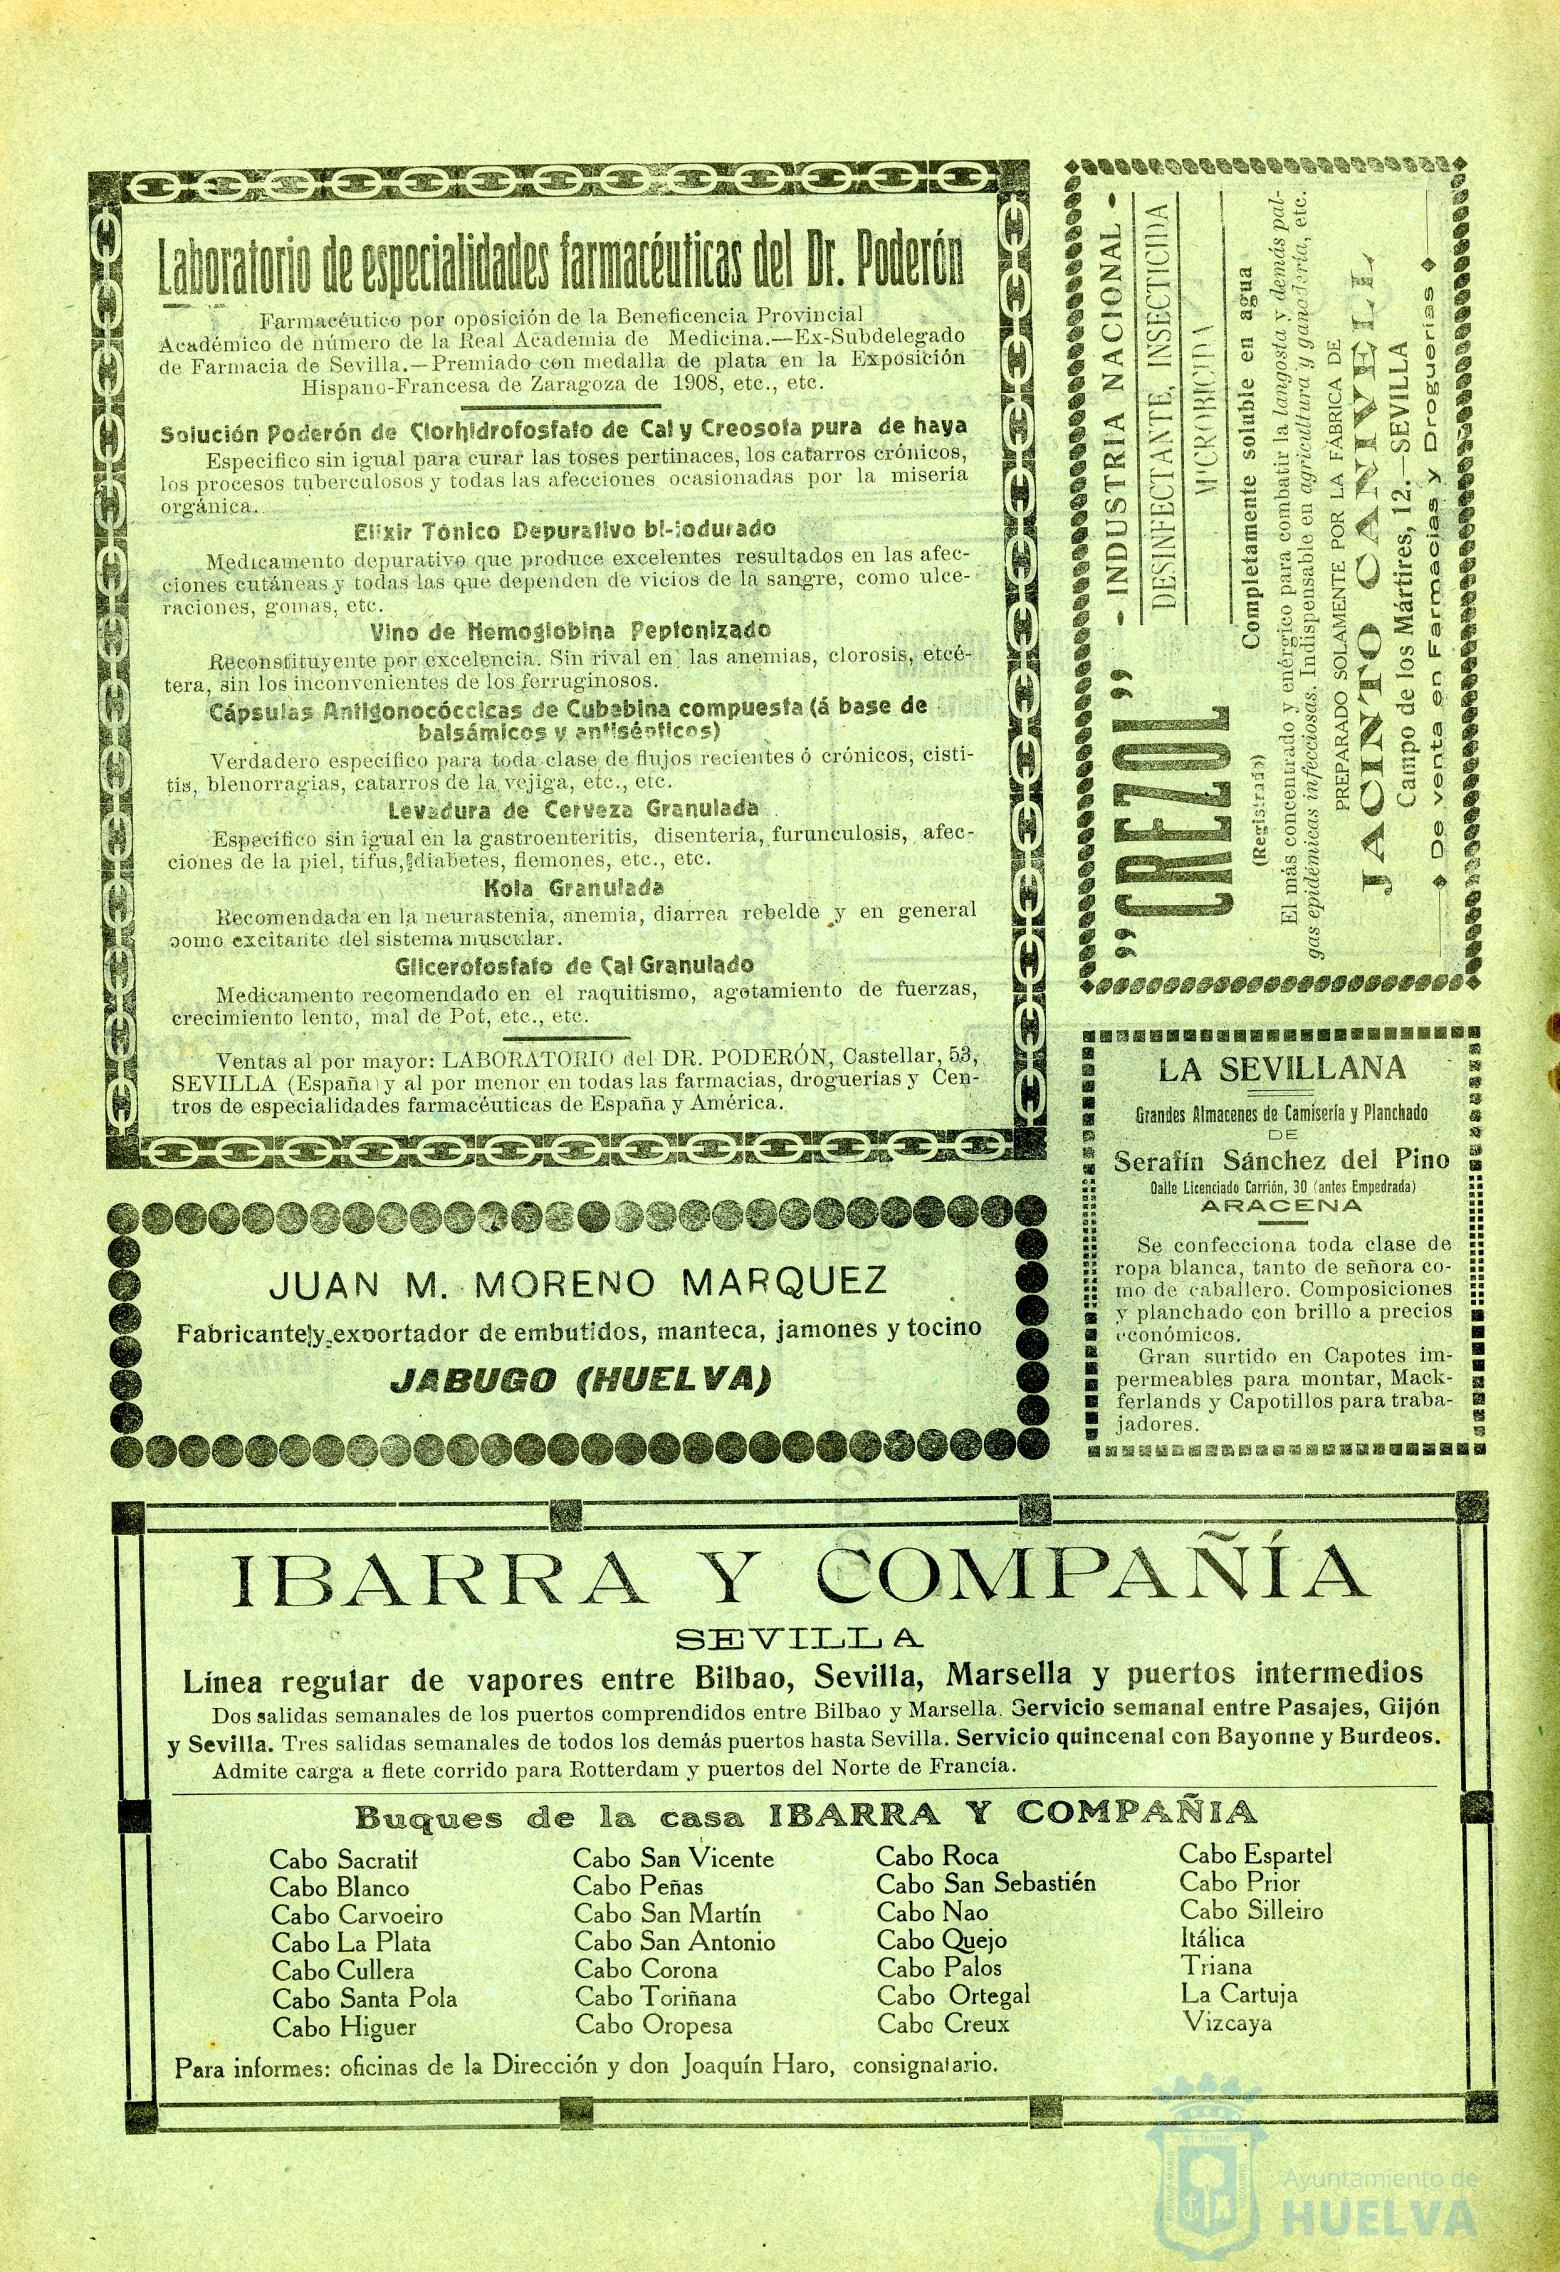 Laboratorio de especialidades farmacéuticas del Dr. Poderón
Farmacéutico por oposición de la Beneficencia Provincial
Académico de número de la Real Academia de Medicina.—Ex-Subdelegado
de Farmacia de Sevilla.—Premiado con medalla de plata en la Exposición
Hispano-Francesa de Zaragoza de 1908, etc., etc.
Solución Poderón de Clorhidrofosfato de Cal y Creosota pura de haya
Especifico sin igual para curar las toses pertinaces, los catarros crónicos,
los procesos tuberculosos y todas las afecciones ocasionadas por la miseria
orgánica.
Elixir Tónico Depurativo bi-iodurado
Medicamento depurativo que produce excelentes resultados en las afec-
ciones cutáneas y todas las que dependen de vicios de la sangre, como ulce-
raciones, gomas, etc.
Vino de Hemoglobina Peptonizado
Reconstituyente por excelencia. Sin rival en las anemias, clorosis, etcé-
tera, sin los inconvenientes de los ferruginosos.
Cápsulas Antigonocóccicas de Cubebina compuesta (á base de
balsámicos y antisépticos)
Verdadero específico para toda clase de flujos recientes ó crónicos, cisti-
tis, blenorragias, catarros de la vejiga, etc., etc.
Levadura de Cerveza Granulada
Específico sin igual en la gastroenteritis, disentería, furunculosis, afec-
ciones de la piel, tifus, diabetes, flemones, etc., etc.
Kola Granulada
Recomendada en la neurastenia, anemia, diarrea rebelde y en general
como excitante del sistema muscular.
Glicerofosfato de Cal Granulado
Medicamento recomendado en el raquitismo, agotamiento de fuerzas,
crecimiento lento, mal de Pot, etc., etc.
Ventas al por mayor: LABORATORIO del DR. PODERÓN, Castellar, 53,
SEVILLA (España) y al por menor en todas las farmacias, droguerías y Cen-
tros de especialidades farmacéuticas de España y América.
"CREZOL"
(Registrado)
- INDUSTRIA NACIONAL -
DESINFECTANTE, INSECTICIDA
MICROBICIDA
Completamente soluble en agua
El más concentrado y enérgico para combatir la langosta y demás pal-
gas epidémicas infecciosas. Indispensable en agricultura y ganadería, etc.
PREPARADO SOLAMENTE POR LA FÁBRICA DE
JACINTO CANIVELL
Campo de los Mártires, 12.—SEVILLA
De venta en Farmacias y Droguerías
LA SEVILLANA
Grandes Almacenes de Camisería y Planchado
DE
Serafín Sánchez del Pino
Oalle Licenciado Carrión, 30 (antes Empedrada)
ARACENA
Se confecciona toda clase de
ropa blanca, tanto de señora co-
mo de caballero. Composiciones
y planchado con brillo a precios
económicos.
Gran surtido en Capotes im-
permeables para montar, Mack-
ferlands y Capotillos para traba-
jadores.
JUAN M. MORENO MARQUEZ
Fabricante y exportador de embutidos, manteca, jamones y tocino
JABUGO (HUELVA)
IBARRA Y COMPAÑÍA
SEVILLA
Línea regular de vapores entre Bilbao, Sevilla, Marsella y puertos intermedios
Dos salidas semanales de los puertos comprendidos entre Bilbao y Marsella. Servicio semanal entre Pasajes, Gijón
y Sevilla. Tres salidas semanales de todos los demás puertos hasta Sevilla. Servicio quincenal con Bayonne y Burdeos.
Admite carga a flete corrido para Rotterdam y puertos del Norte de Francia.
Buques de la casa IBARRA Y COMPAÑIA
Cabo Sacratif
Cabo Blanco
Cabo Carvoeiro
Cabo La Plata
Cabo Cullera
Cabo Santa Pola
Cabo Higuer
Cabo San Vicente
Cabo Peñas
Cabo San Martín
Cabo San Antonio
Cabo Corona
Cabo Toriñana
Cabo Oropesa
Cabo Roca
Cabo San Sebastién
Cabo Nao
Cabo Quejo
Cabo Palos
Cabo Ortegal
Cabo Creux
Cabo Espartel
Cabo Prior
Cabo Silleiro
Itálica
Triana
La Cartuja
Vizcaya
Para informes: oficinas de la Dirección y don Joaquín Haro, consignatario.
Ayuntamiento de
HUELVA